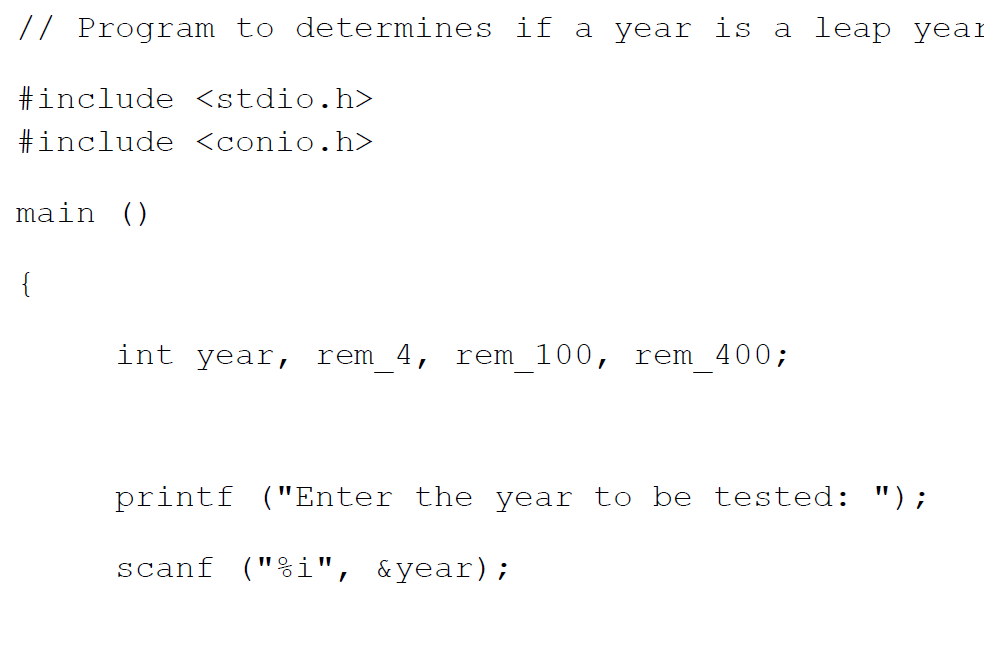 // Program to determines if a year is a leap year
#include <stdio.h>
#include <conio.h>
main ()
{
int year, rem_4, rem_100, rem_400;
printf ("Enter the year to be tested: ");
scanf ("%i", &year);